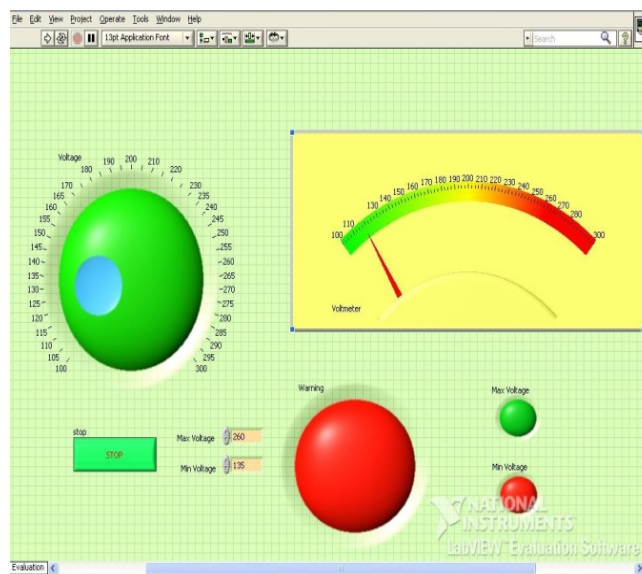 File Edit View Project Operate Tools Window Help
13pt Application Font
Search
Voltage
100 105 110 115 120 125 130 135 140 145 150 155 160 165 170 180 190 200 210 220 230 235 240 245 250 255 260 265 270 275 280 285 290 295 300
100 110 130 140 150 160 170 180 190 200 210 220 230 240 250 260 270 280 300
Voltmeter
Warning
Max Voltage
stop
STOP
Max Voltage 260
Min Voltage 135
Min Voltage
NATIONAL
INSTRUMENTS
LabVIEW Evaluation Software
Evaluation